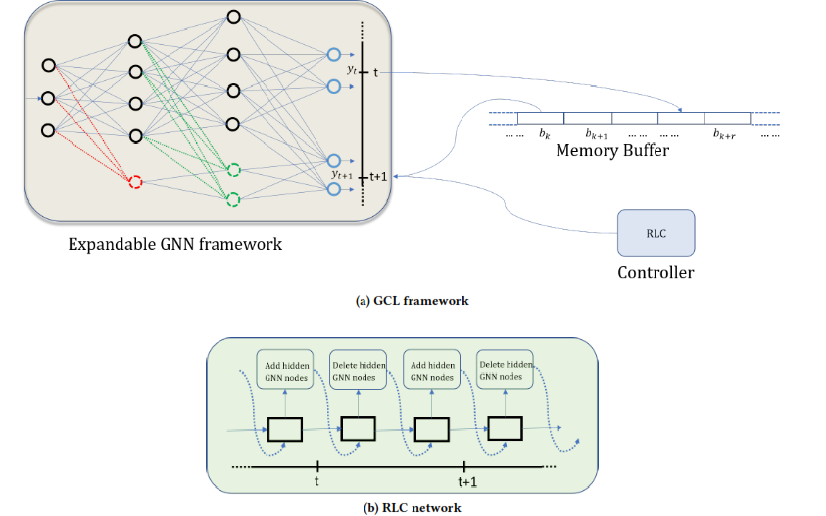 y_t
t
y_{t+1}
t+1
... ... b_k b_{k+1} ... ... ... ... b_{k+r} ... ...
Memory Buffer
RLC
Controller
Expandable GNN framework
(a) GCL framework
Add hidden
GNN nodes
Delete hidden
GNN nodes
Add hidden
GNN nodes
Delete hidden
GNN nodes
t
t+1
(b) RLC network